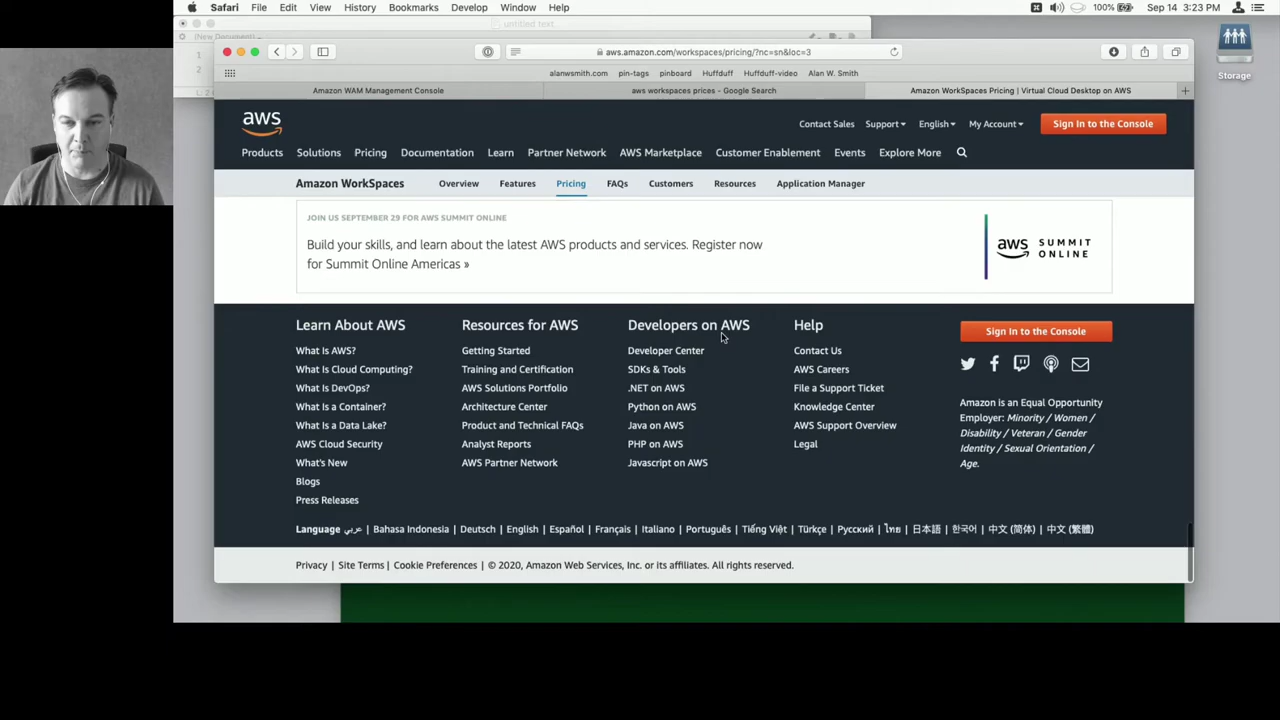 Safari File Edit View History Bookmarks Develop Window Help
100% Sep 14 3:23 PM
untitled text
(New Document)
1
2
aws.amazon.com/workspaces/pricing/?nc=sn&loc=3
alanwsmith.com pin-tags pinboard Huffduff Huffduff-video Alan W. Smith
Amazon WAM Management Console
aws workspaces prices - Google Search
Amazon WorkSpaces Pricing | Virtual Cloud Desktop on AWS
Storage
aws
Contact Sales Support English My Account Sign In to the Console
Products Solutions Pricing Documentation Learn Partner Network AWS Marketplace Customer Enablement Events Explore More
Amazon WorkSpaces Overview Features Pricing FAQs Customers Resources Application Manager
JOIN US SEPTEMBER 29 FOR AWS SUMMIT ONLINE
Build your skills, and learn about the latest AWS products and services. Register now
for Summit Online Americas »
aws SUMMIT
ONLINE
Learn About AWS
What Is AWS?
What Is Cloud Computing?
What Is DevOps?
What Is a Container?
What Is a Data Lake?
AWS Cloud Security
What's New
Blogs
Press Releases
Resources for AWS
Getting Started
Training and Certification
AWS Solutions Portfolio
Architecture Center
Product and Technical FAQs
Analyst Reports
AWS Partner Network
Developers on AWS
Developer Center
SDKs & Tools
.NET on AWS
Python on AWS
Java on AWS
PHP on AWS
Javascript on AWS
Help
Contact Us
AWS Careers
File a Support Ticket
Knowledge Center
AWS Support Overview
Legal
Sign In to the Console
Amazon is an Equal Opportunity
Employer: Minority / Women /
Disability / Veteran / Gender
Identity / Sexual Orientation /
Age.
Language عربي | Bahasa Indonesia | Deutsch | English | Español | Français | Italiano | Português | Tiếng Việt | Türkçe | Ρусский | ไทย | 日本語 | 한국어 | 中文 (简体) | 中文 (繁體)
Privacy | Site Terms | Cookie Preferences | © 2020, Amazon Web Services, Inc. or its affiliates. All rights reserved.